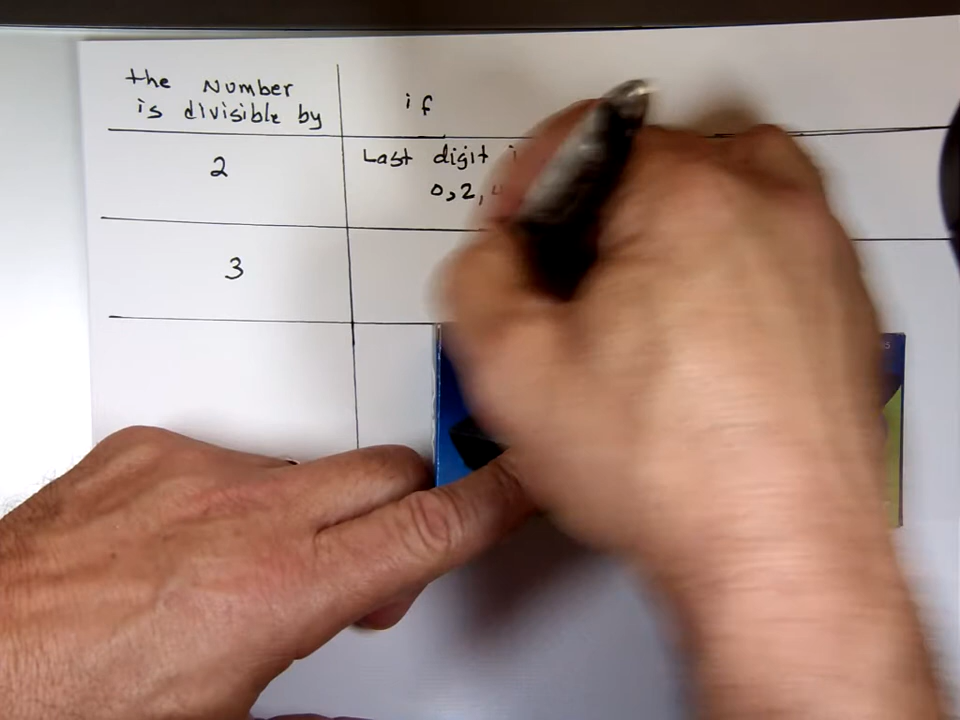 the Number
is divisible by
if
2
Last digit
0,2,
3